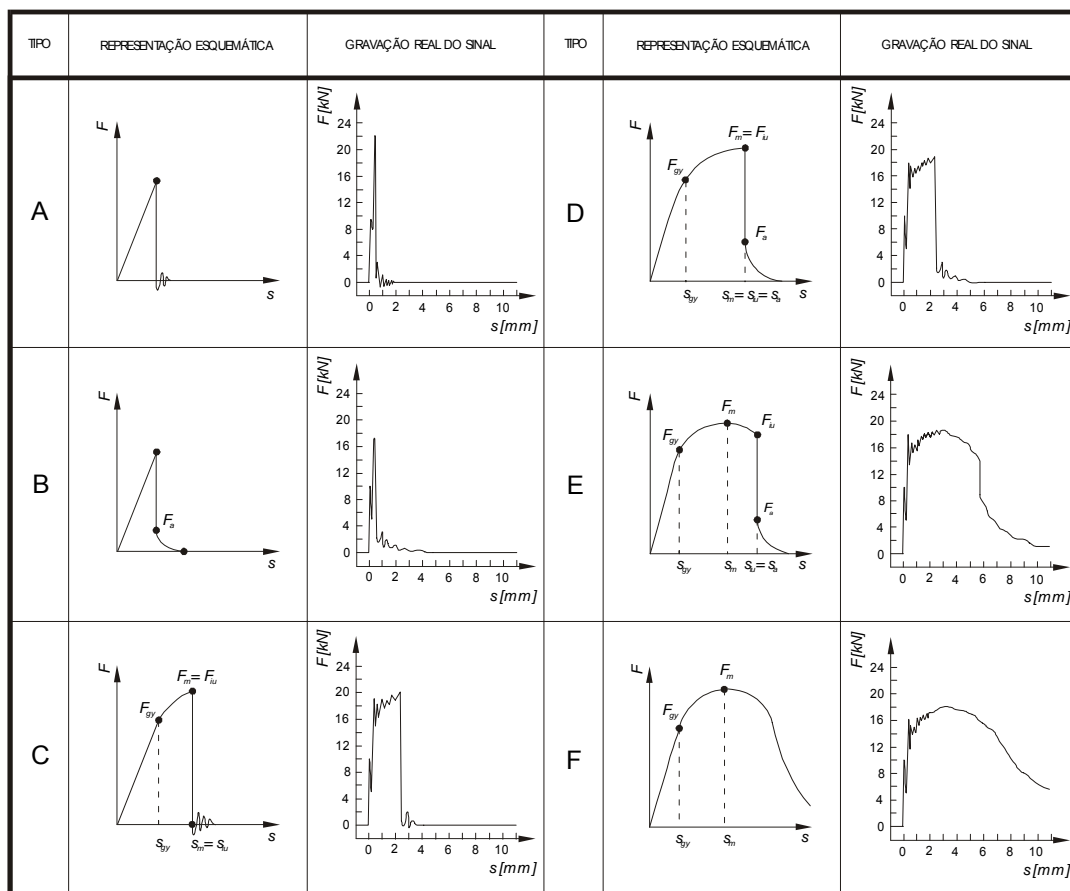 TIPO
REPRESENTAÇÃO ESQUEMÁTICA
GRAVAÇÃO REAL DO SINAL
TIPO
REPRESENTAÇÃO ESQUEMÁTICA
GRAVAÇÃO REAL DO SINAL
A
F
s
F [kN]
24
20
16
12
8
4
0
0 2 4 6 8 10
s [mm]
D
F
Fgy
Fm = Fiu
Fa
sgy
sm = siu = sa
s
F [kN]
24
20
16
12
8
4
0
0 2 4 6 8 10
s [mm]
B
F
Fa
s
F [kN]
24
20
16
12
8
4
0
0 2 4 6 8 10
s [mm]
E
F
Fgy
Fm
Fiu
Fa
sgy
sm
siu = sa
s
F [kN]
24
20
16
12
8
4
0
0 2 4 6 8 10
s [mm]
C
F
Fgy
Fm = Fiu
sgy
sm = siu
s
F [kN]
24
20
16
12
8
4
0
0 2 4 6 8 10
s [mm]
F
F
Fgy
Fm
sgy
sm
s
F [kN]
24
20
16
12
8
4
0
0 2 4 6 8 10
s [mm]